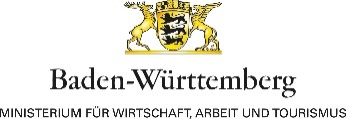 Baden-Württemberg
MINISTERIUM FÜR WIRTSCHAFT, ARBEIT UND TOURISMUS